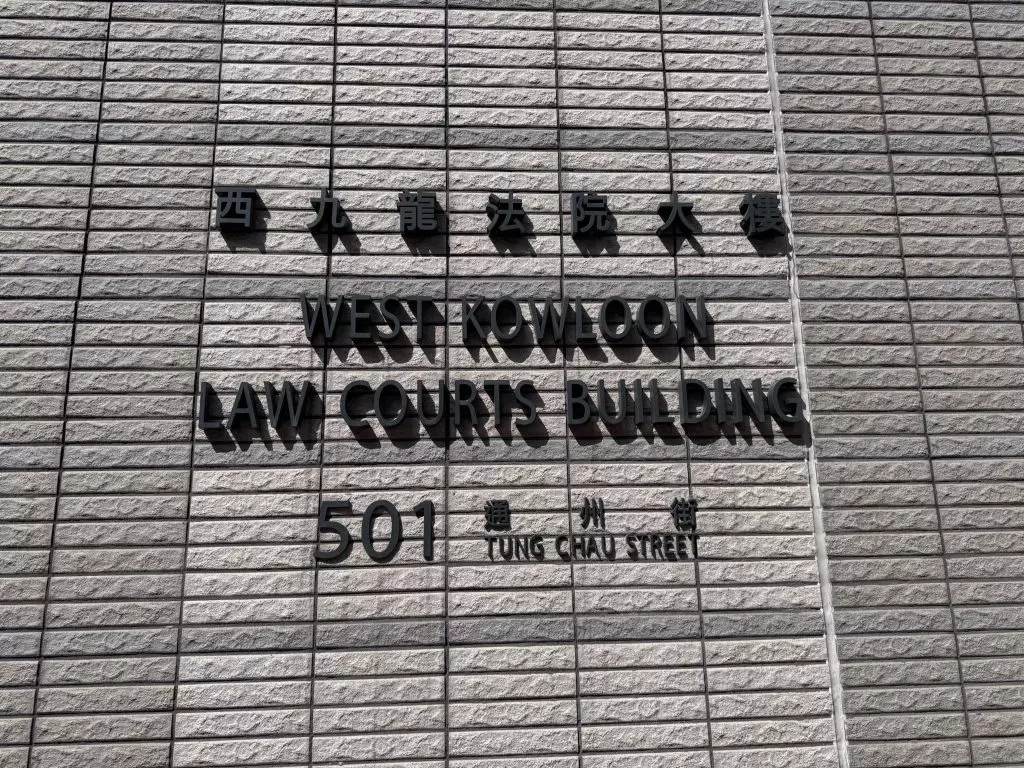 西九龍法院大樓
WEST KOWLOON
LAW COURTS BUILDING
501
通州街
TUNG CHAU STREET